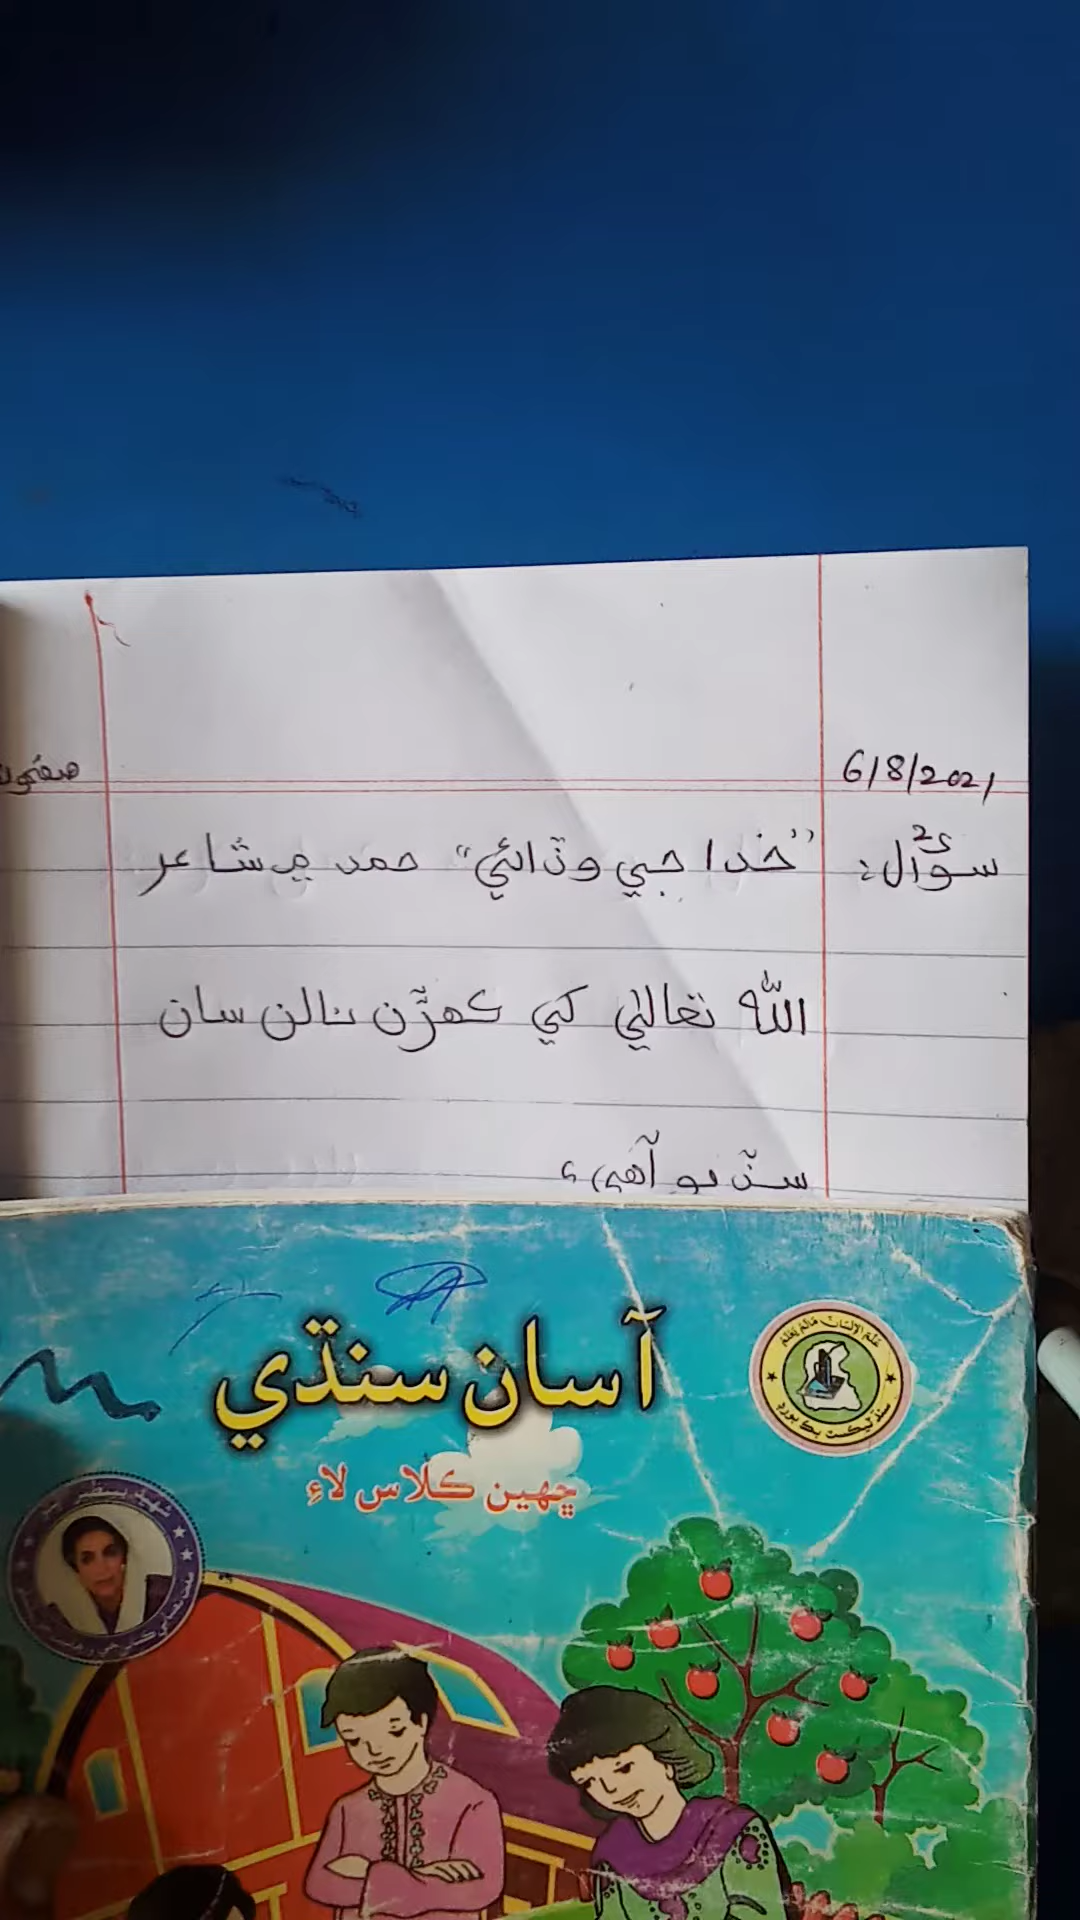 6/8/2021
سوال: "خدا جي وڏائي" حمد ۾ شاعر
الله تعاليٰ کي ڪهڙن نالن سان
سڏيو آهي؟
آسان سنڌي
ڇهين ڪلاس لاءِ